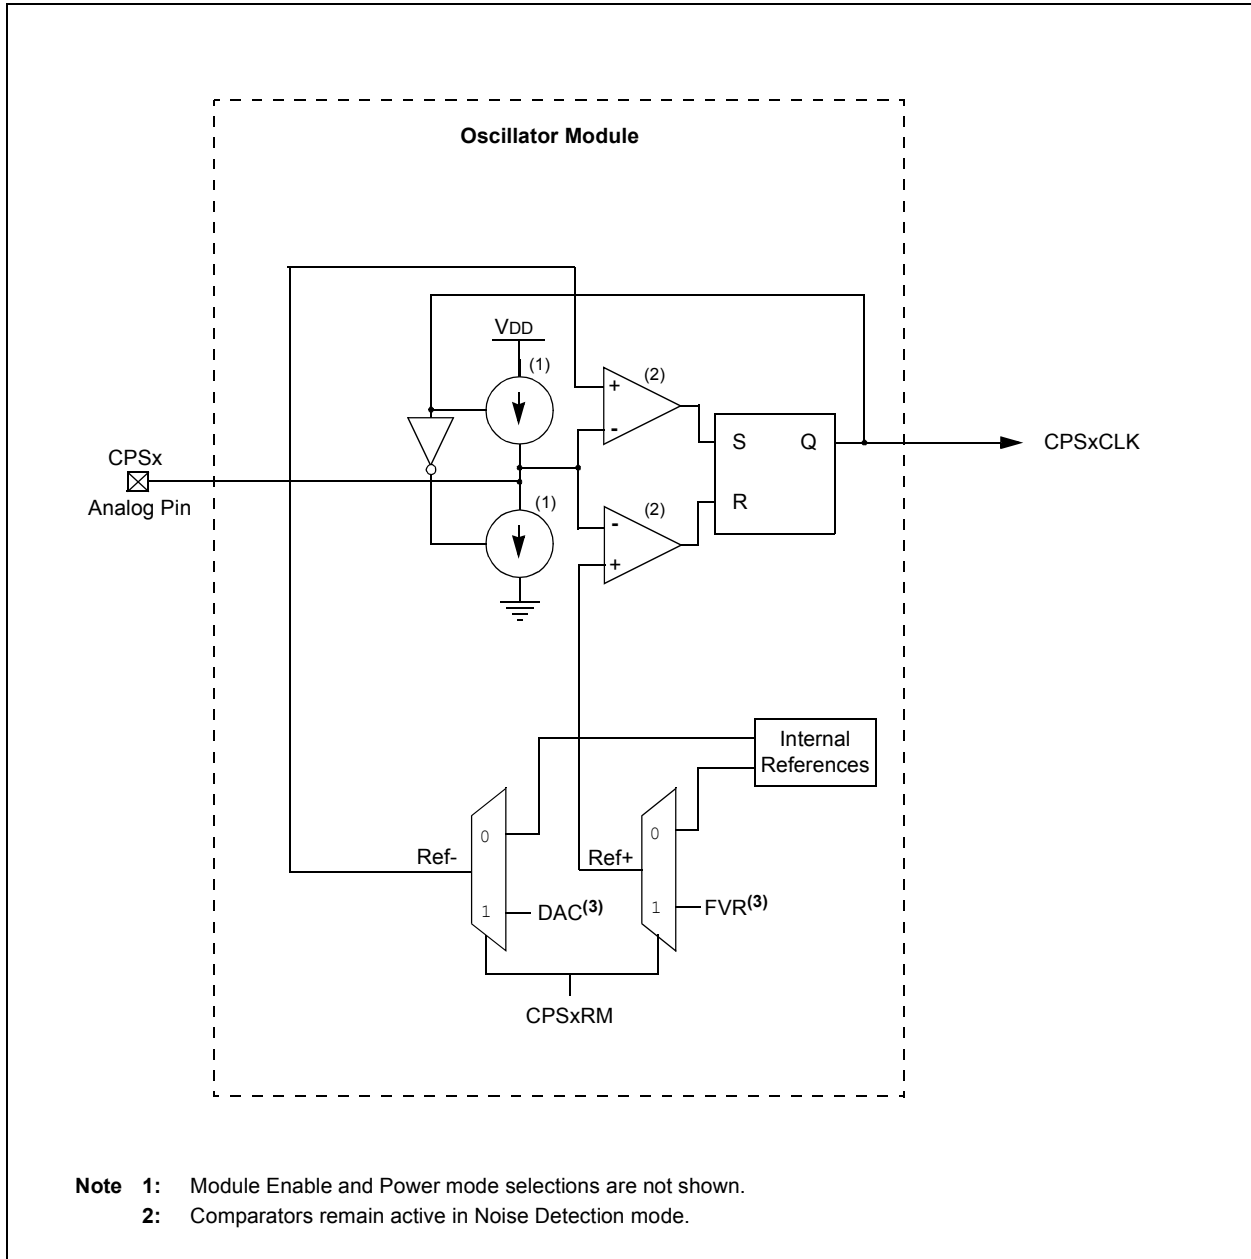 Oscillator Module
VDD
(1)
(2)
+
-
S Q
CPSxCLK
CPSx
Analog Pin
(1)
(2)
R
-
+
Internal
References
0
0
Ref-
Ref+
1
DAC(3)
1
FVR(3)
CPSxRM
Note 1: Module Enable and Power mode selections are not shown.
2: Comparators remain active in Noise Detection mode.